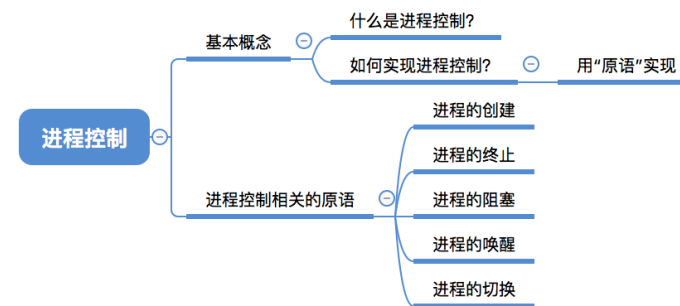 进程控制
基本概念
什么是进程控制？
如何实现进程控制？
用“原语”实现
进程控制相关的原语
进程的创建
进程的终止
进程的阻塞
进程的唤醒
进程的切换